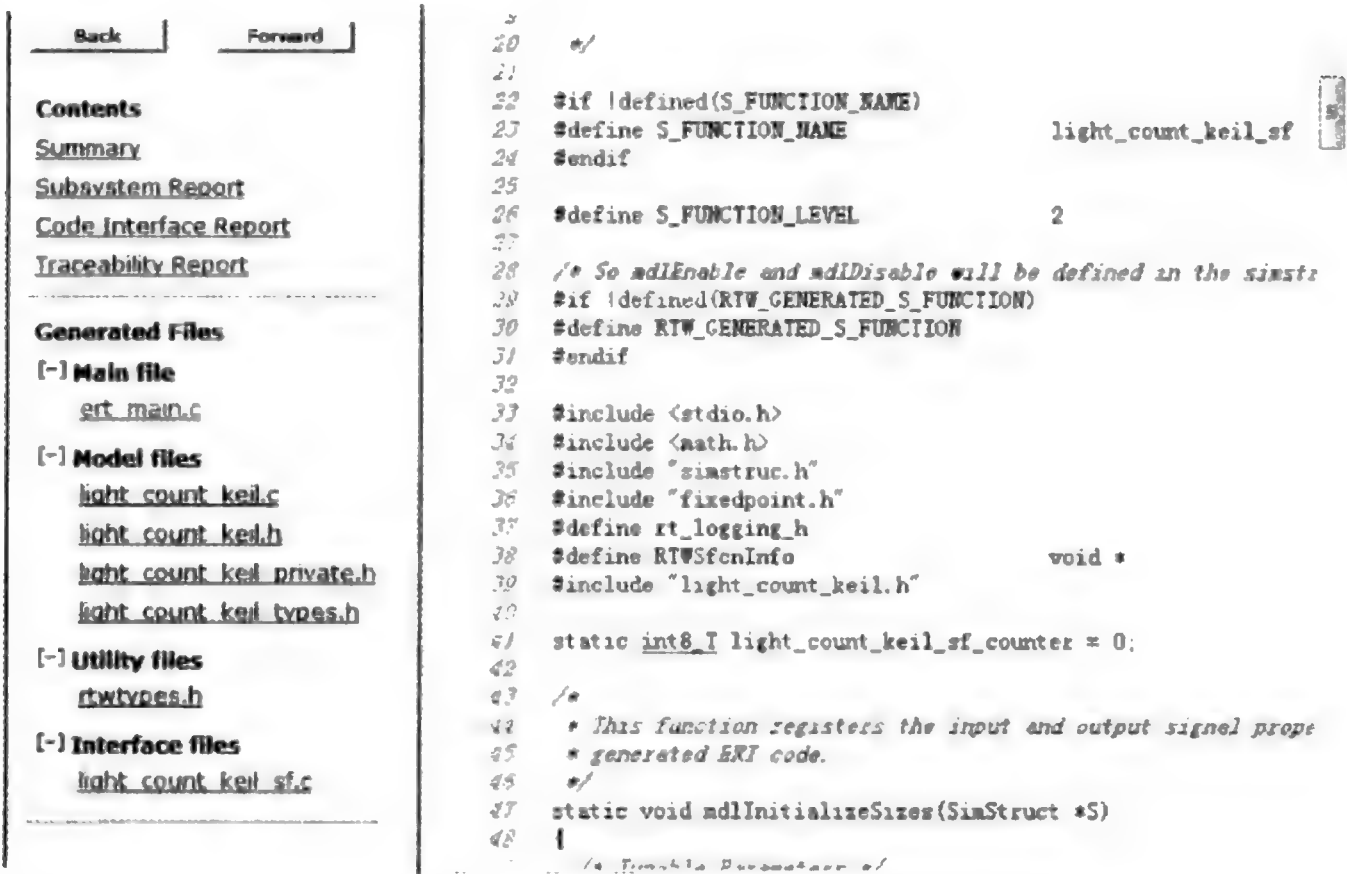 Back
Forward
Contents
Summary
Subsystem Report
Code Interface Report
Traceability Report
Generated Files
[-] Main file
ert_main.c
[-] Model files
light_count_keil.c
light_count_keil.h
light_count_keil_private.h
light_count_keil_types.h
[-] Utility files
rtwtypes.h
[-] Interface files
light_count_keil_sf.c
20 */
21
22 #if !defined(S_FUNCTION_NAME)
23 #define S_FUNCTION_NAME light_count_keil_sf
24 #endif
25
26 #define S_FUNCTION_LEVEL 2
27
28 /* So mdlEnable and mdlDisable will be defined in the simstr
29 #if !defined(RTW_GENERATED_S_FUNCTION)
30 #define RTW_GENERATED_S_FUNCTION
31 #endif
32
33 #include <stdio.h>
34 #include <math.h>
35 #include "simstruc.h"
36 #include "fixedpoint.h"
37 #define rt_logging_h
38 #define RTWSfcnInfo void *
39 #include "light_count_keil.h"
40
41 static int8_T light_count_keil_sf_counter = 0;
42
43 /*
44 * This function registers the input and output signal prope
45 * generated ERT code.
46 */
47 static void mdlInitializeSizes(SimStruct *S)
48 {
/* Tunable Parameters */